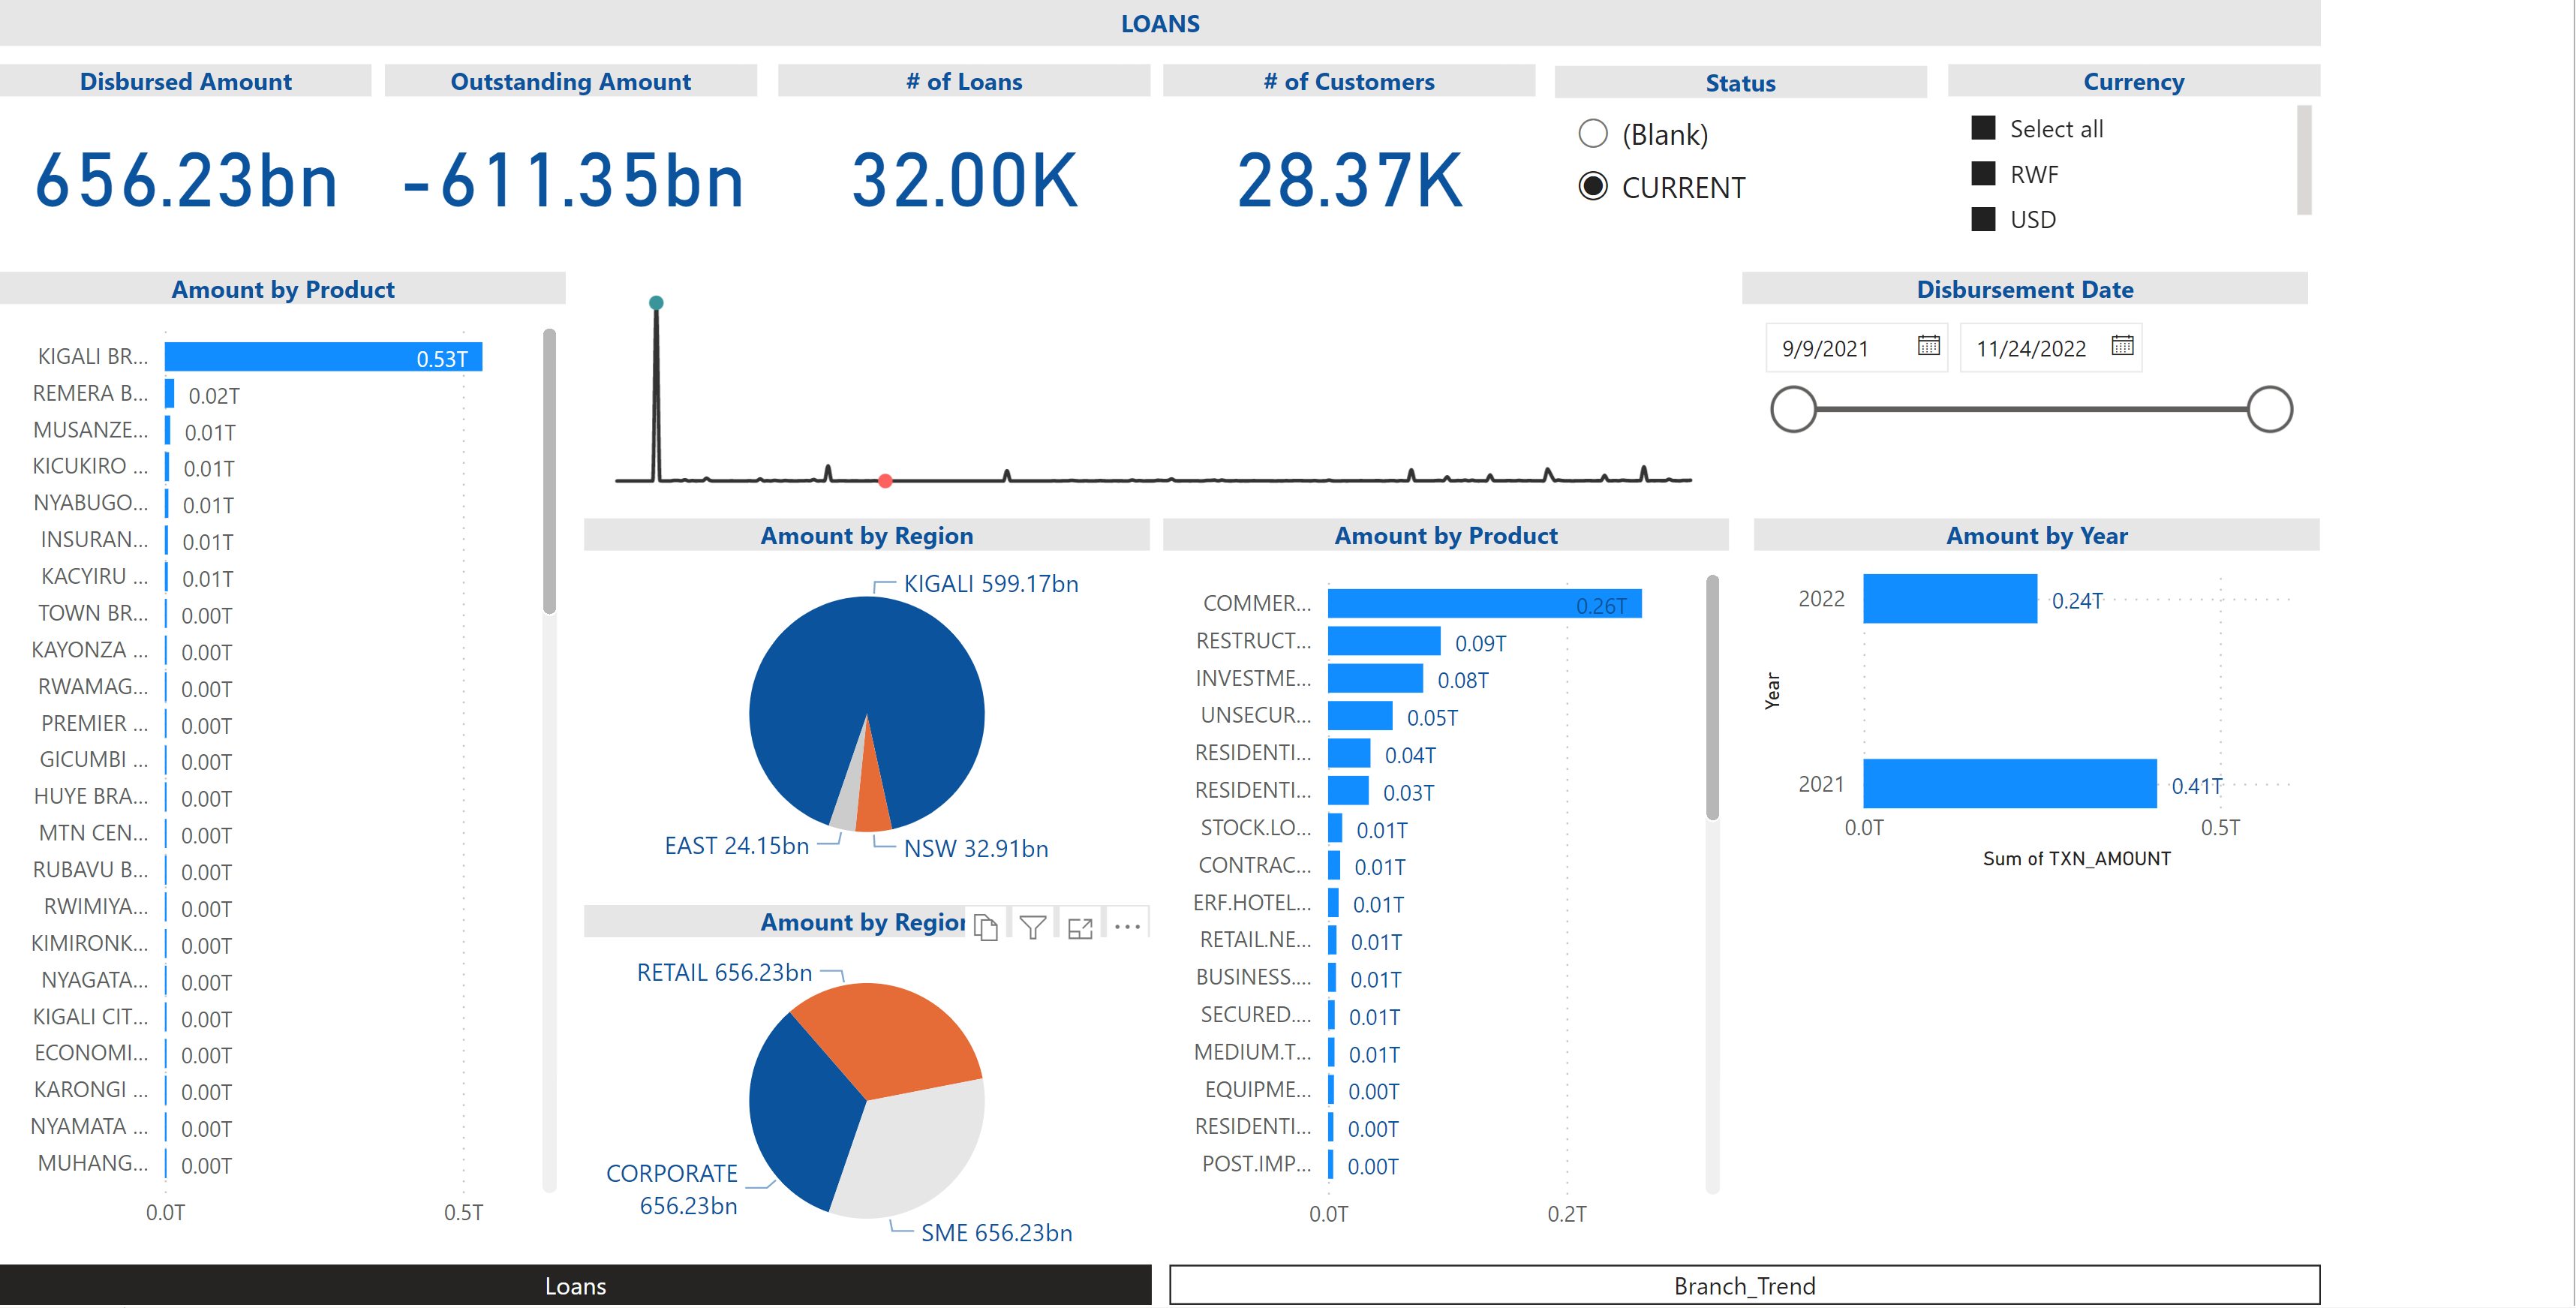 LOANS
Disbursed Amount
Outstanding Amount
# of Loans
# of Customers
Status
Currency
656.23bn
-611.35bn
32.00K
28.37K
(Blank)
CURRENT
Select all
RWF
USD
Amount by Product
KIGALI BR... 0.53T
REMERA B... 0.02T
MUSANZE... 0.01T
KICUKIRO ... 0.01T
NYABUGO... 0.01T
INSURAN... 0.01T
KACYIRU ... 0.01T
TOWN BR... 0.00T
KAYONZA ... 0.00T
RWAMAG... 0.00T
PREMIER ... 0.00T
GICUMBI ... 0.00T
HUYE BRA... 0.00T
MTN CEN... 0.00T
RUBAVU B... 0.00T
RWIMIYA... 0.00T
KIMIRONK... 0.00T
NYAGATA... 0.00T
KIGALI CIT... 0.00T
ECONOMI... 0.00T
KARONGI ... 0.00T
NYAMATA ... 0.00T
MUHANG... 0.00T
0.0T 0.5T
Disbursement Date
9/9/2021
11/24/2022
Amount by Region
KIGALI 599.17bn
EAST 24.15bn
NSW 32.91bn
Amount by Region
RETAIL 656.23bn
CORPORATE
656.23bn
SME 656.23bn
Amount by Product
COMMER... 0.26T
RESTRUCT... 0.09T
INVESTME... 0.08T
UNSECUR... 0.05T
RESIDENTI... 0.04T
RESIDENTI... 0.03T
STOCK.LO... 0.01T
CONTRAC... 0.01T
ERF.HOTEL... 0.01T
RETAIL.NE... 0.01T
BUSINESS.... 0.01T
SECURED.... 0.01T
MEDIUM.T... 0.01T
EQUIPME... 0.00T
RESIDENTI... 0.00T
POST.IMP... 0.00T
0.0T 0.2T
Amount by Year
Year
2022 0.24T
2021 0.41T
0.0T 0.5T
Sum of TXN_AMOUNT
Loans
Branch_Trend